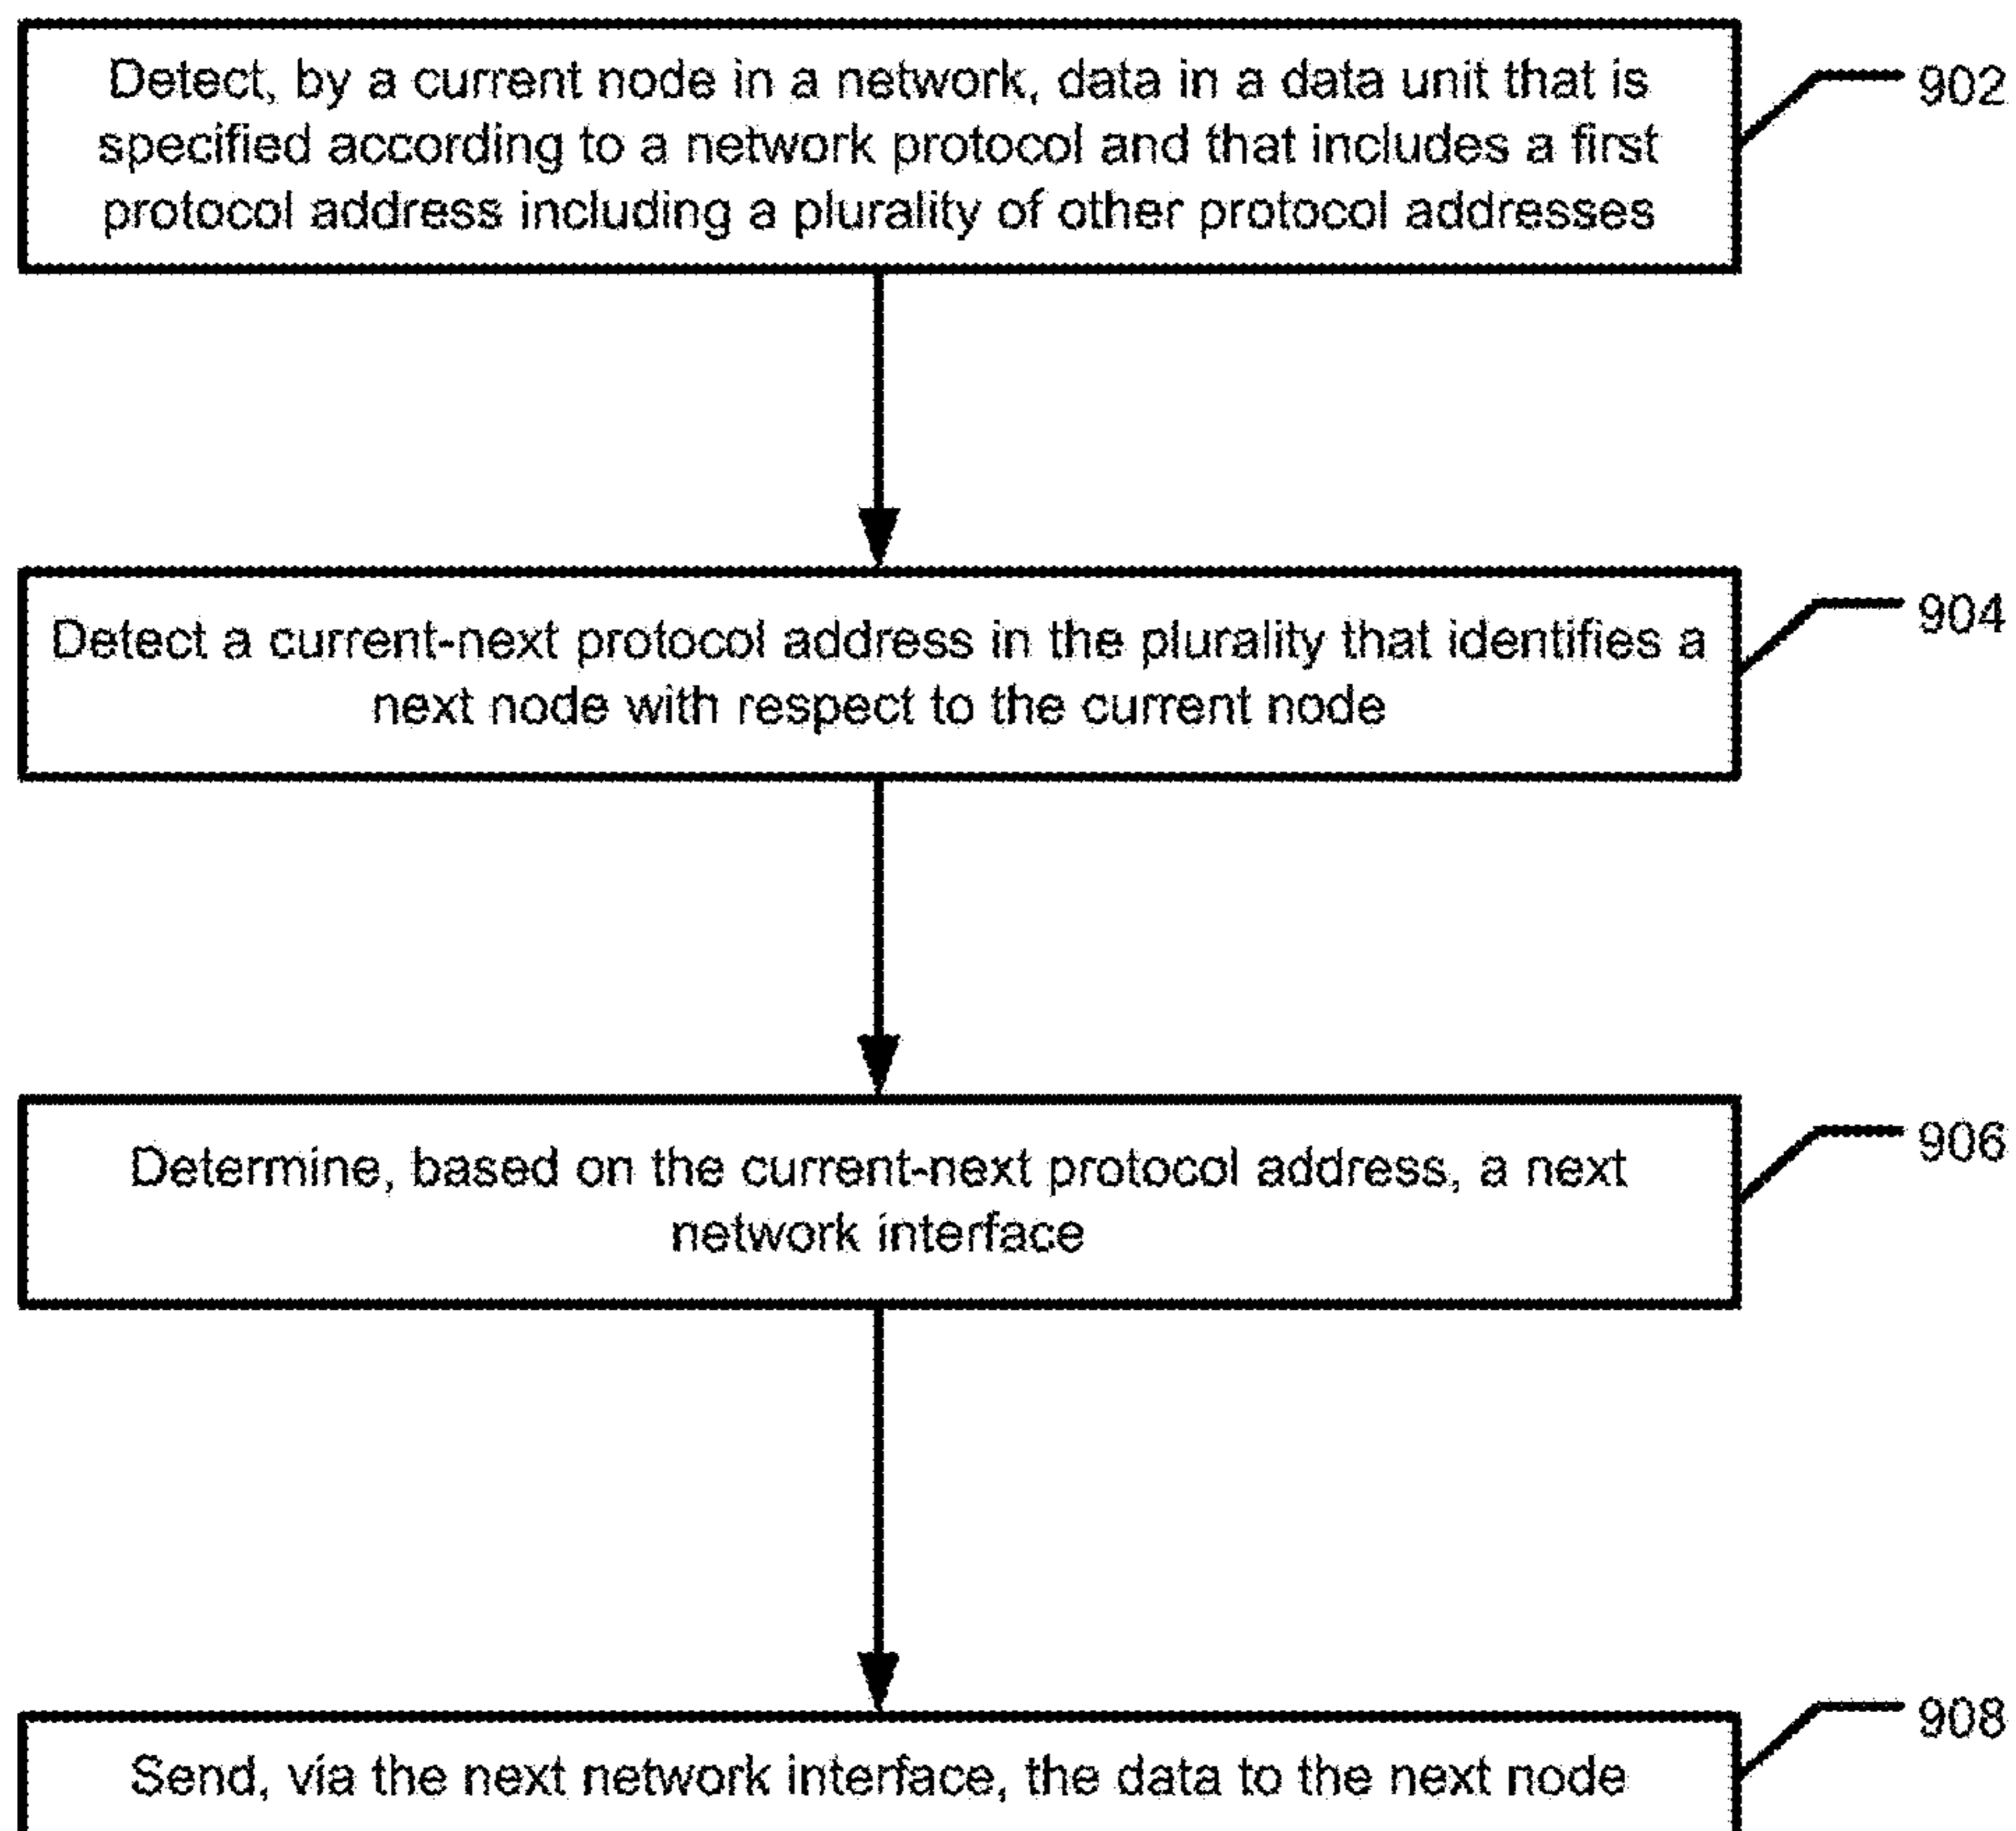 Detect, by a current node in a network, data in a data unit that is
specified according to a network protocol and that includes a first
protocol address including a plurality of other protocol addresses
902
Detect a current-next protocol address in the plurality that identifies a
next node with respect to the current node
904
Determine, based on the current-next protocol address, a next
network interface
906
Send, via the next network interface, the data to the next node
908